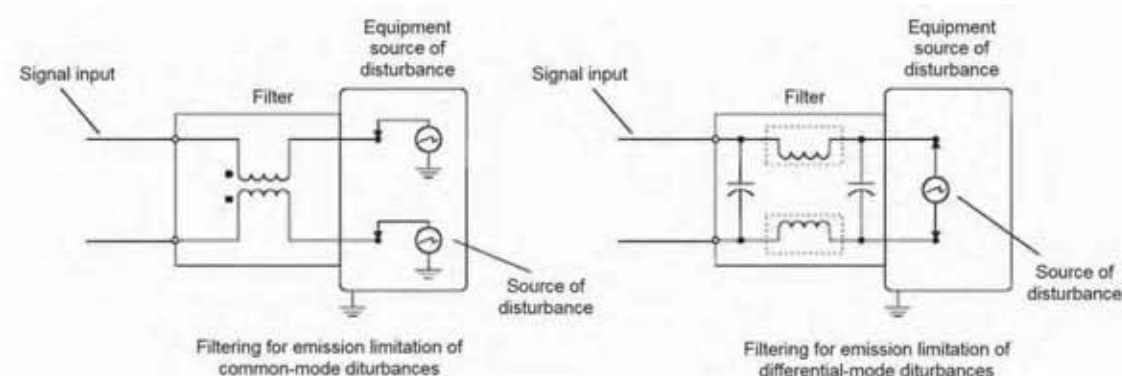 Equipment
source of
disturbance
Signal input
Filter
Source of
disturbance
Filtering for emission limitation of
common-mode diturbances
Equipment
source of
disturbance
Signal input
Filter
Source of
disturbance
Filtering for emission limitation of
differential-mode diturbances